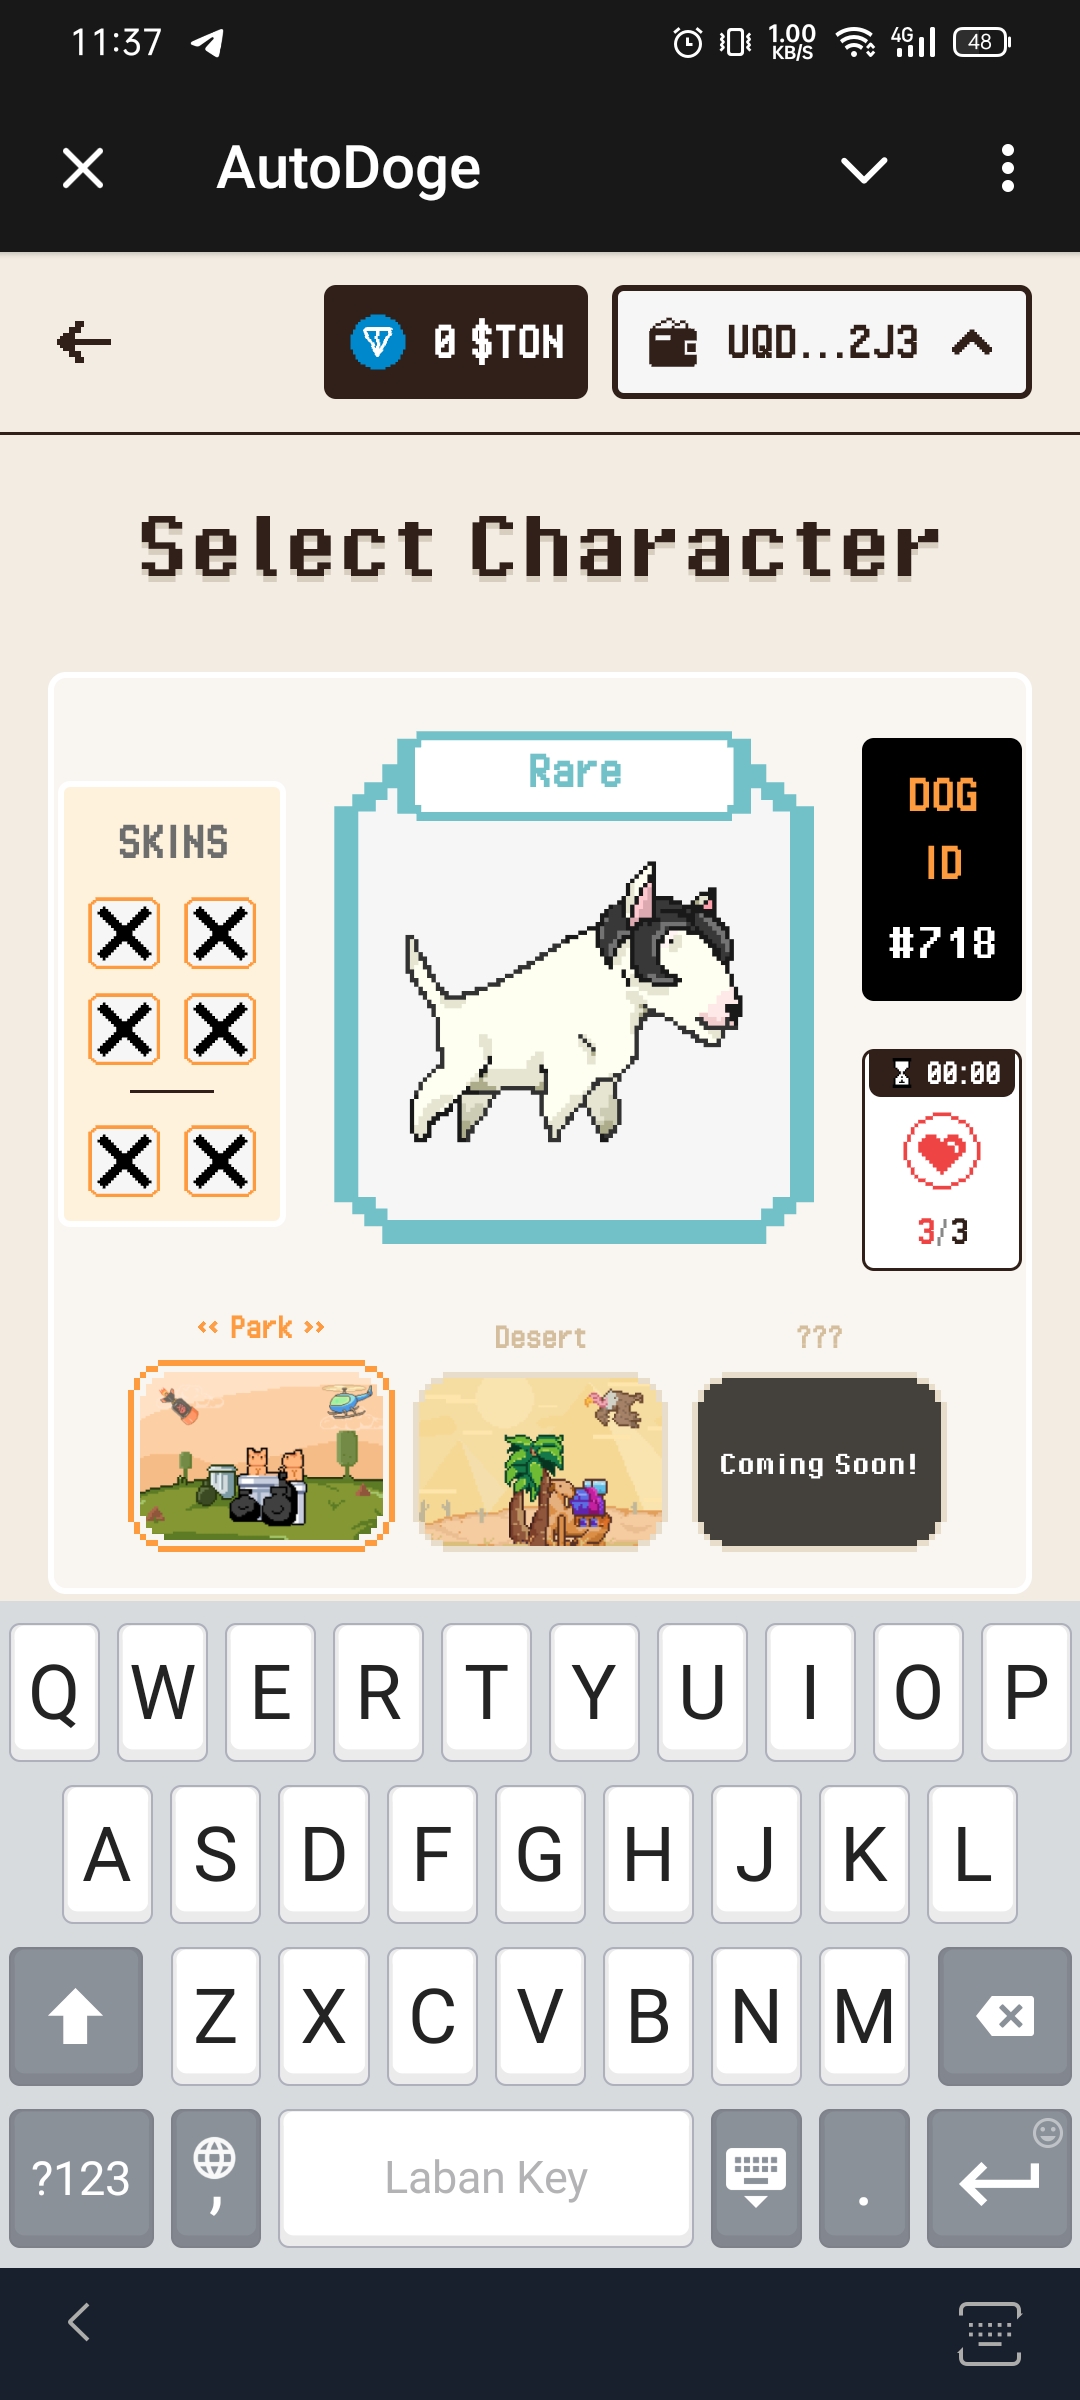 11:37
1.00 KB/S
4G
48
AutoDoge
0 $TON
UQD...2J3
Select Character
Rare
SKINS
DOG
ID
#718
00:00
3/3
‹‹ Park ››
Desert
???
Coming Soon!
Q W E R T Y U I O P
A S D F G H J K L
Z X C V B N M
?123 , Laban Key .